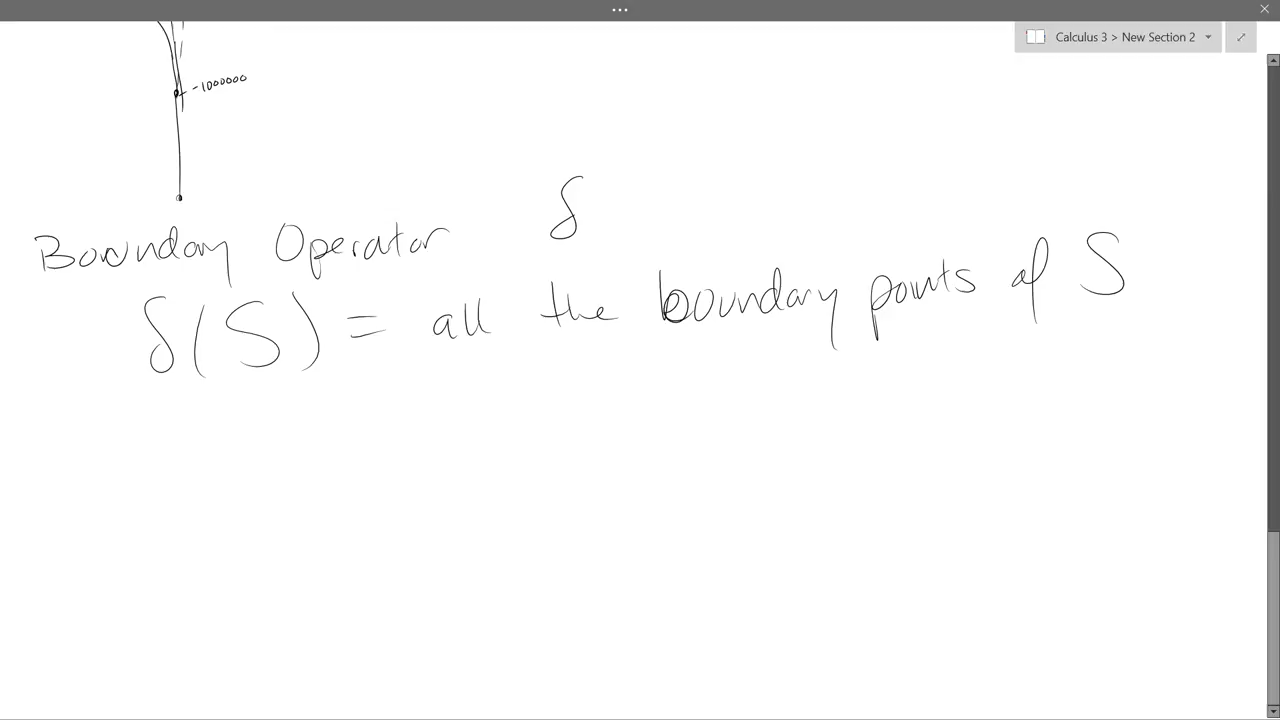 Calculus 3 > New Section 2
-1000000
Boundary Operator δ
δ(S) = all the boundary points of S